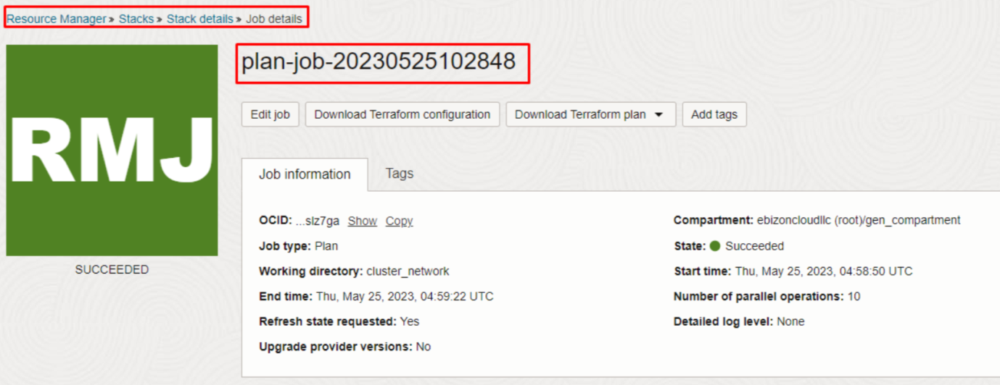 Resource Manager » Stacks » Stack details » Job details
RMJ
SUCCEEDED
plan-job-20230525102848
Edit job Download Terraform configuration Download Terraform plan Add tags
Job information Tags
OCID: ...slz7ga Show Copy
Job type: Plan
Working directory: cluster_network
End time: Thu, May 25, 2023, 04:59:22 UTC
Refresh state requested: Yes
Upgrade provider versions: No
Compartment: ebizoncloudllc (root)/gen_compartment
State: Succeeded
Start time: Thu, May 25, 2023, 04:58:50 UTC
Number of parallel operations: 10
Detailed log level: None